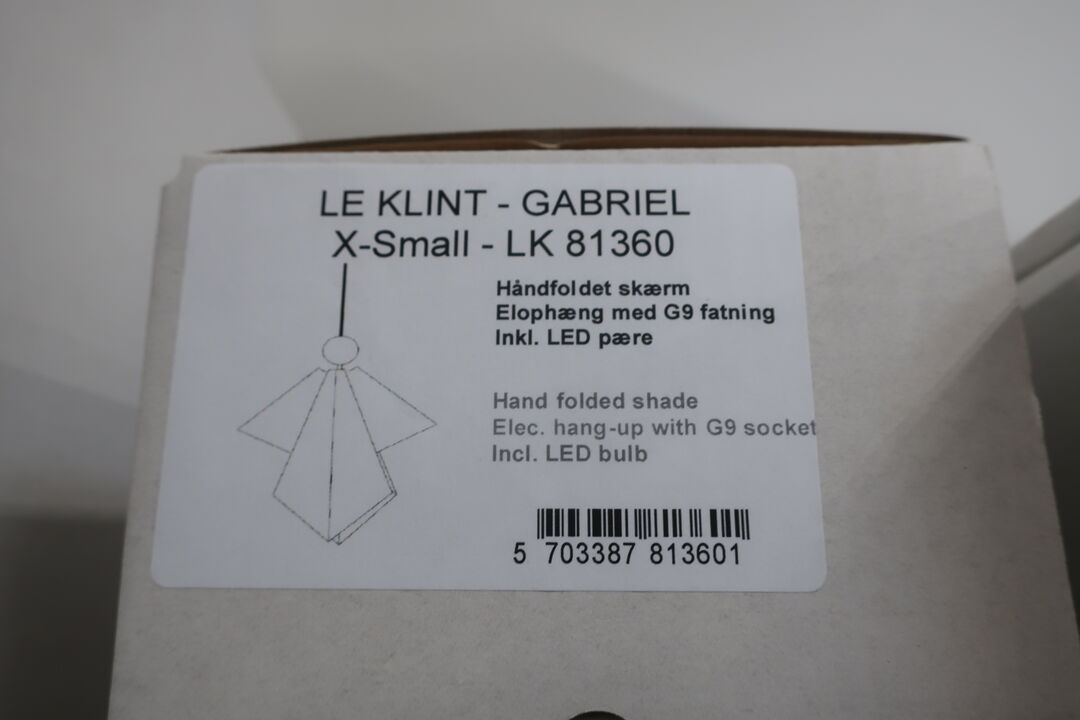 LE KLINT - GABRIEL
X-Small - LK 81360
Håndfoldet skærm
Elophæng med G9 fatning
Inkl. LED pære
Hand folded shade
Elec. hang-up with G9 socket
Incl. LED bulb
5 703387 813601